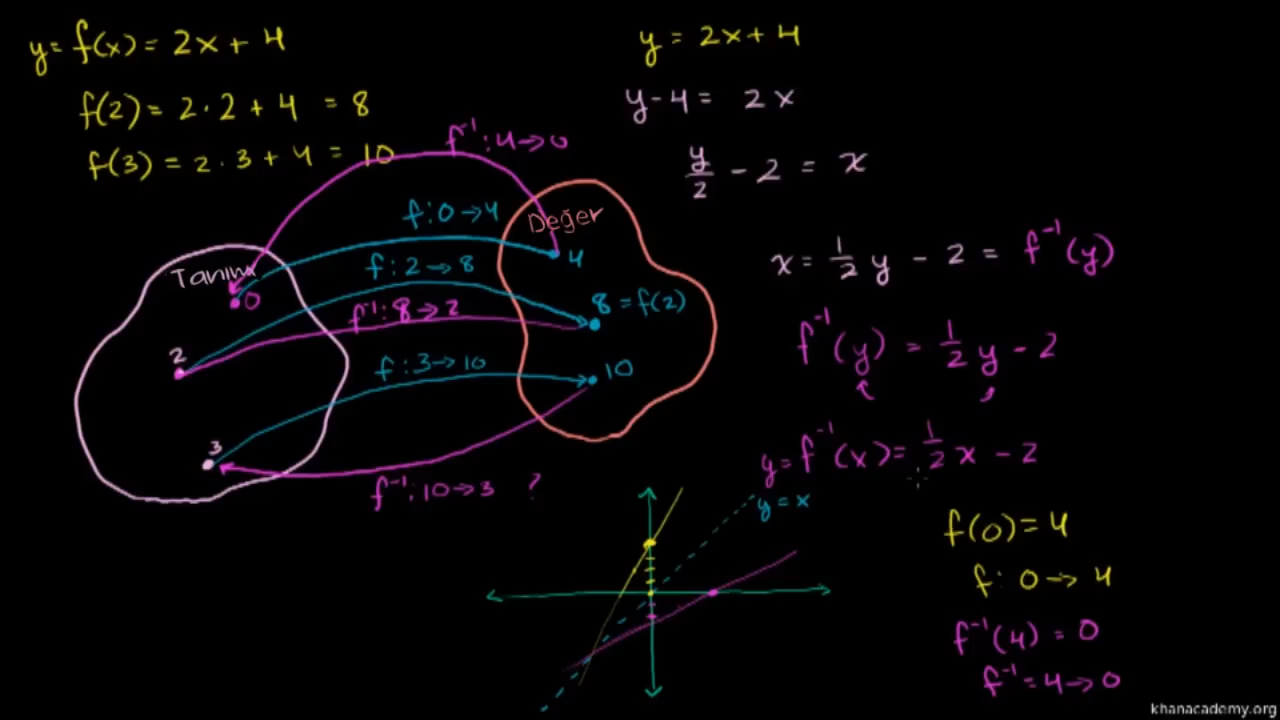 y = f(x) = 2x + 4
f(2) = 2 · 2 + 4 = 8
f(3) = 2 · 3 + 4 = 10
f⁻¹: 4→0
f: 0→4
f: 2→8
f⁻¹: 8→2
f: 3→10
f⁻¹: 10→3 ?
Tanım
0
2
3
Değer
4
8 = f(2)
10
y = 2x + 4
y - 4 = 2x
y/2 - 2 = x
x = 1/2 y - 2 = f⁻¹(y)
f⁻¹(y) = 1/2 y - 2
y = f⁻¹(x) = 1/2 x - 2
y = x
f(0) = 4
f: 0→4
f⁻¹(4) = 0
f⁻¹ = 4→0
khanacademy.org